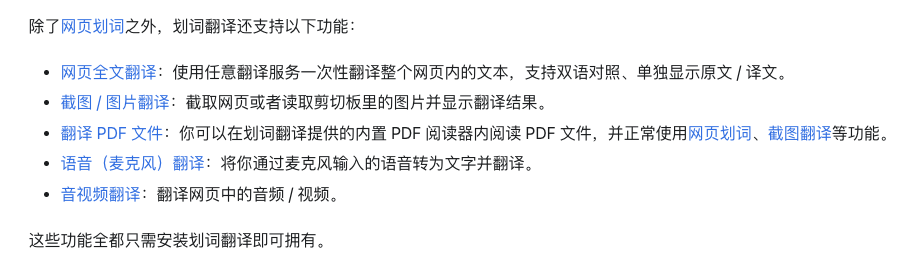 除了网页划词之外，划词翻译还支持以下功能：
• 网页全文翻译：使用任意翻译服务一次性翻译整个网页内的文本，支持双语对照、单独显示原文 / 译文。
• 截图 / 图片翻译：截取网页或者读取剪切板里的图片并显示翻译结果。
• 翻译 PDF 文件：你可以在划词翻译提供的内置 PDF 阅读器内阅读 PDF 文件，并正常使用网页划词、截图翻译等功能。
• 语音（麦克风）翻译：将你通过麦克风输入的语音转为文字并翻译。
• 音视频翻译：翻译网页中的音频 / 视频。
这些功能全都只需安装划词翻译即可拥有。